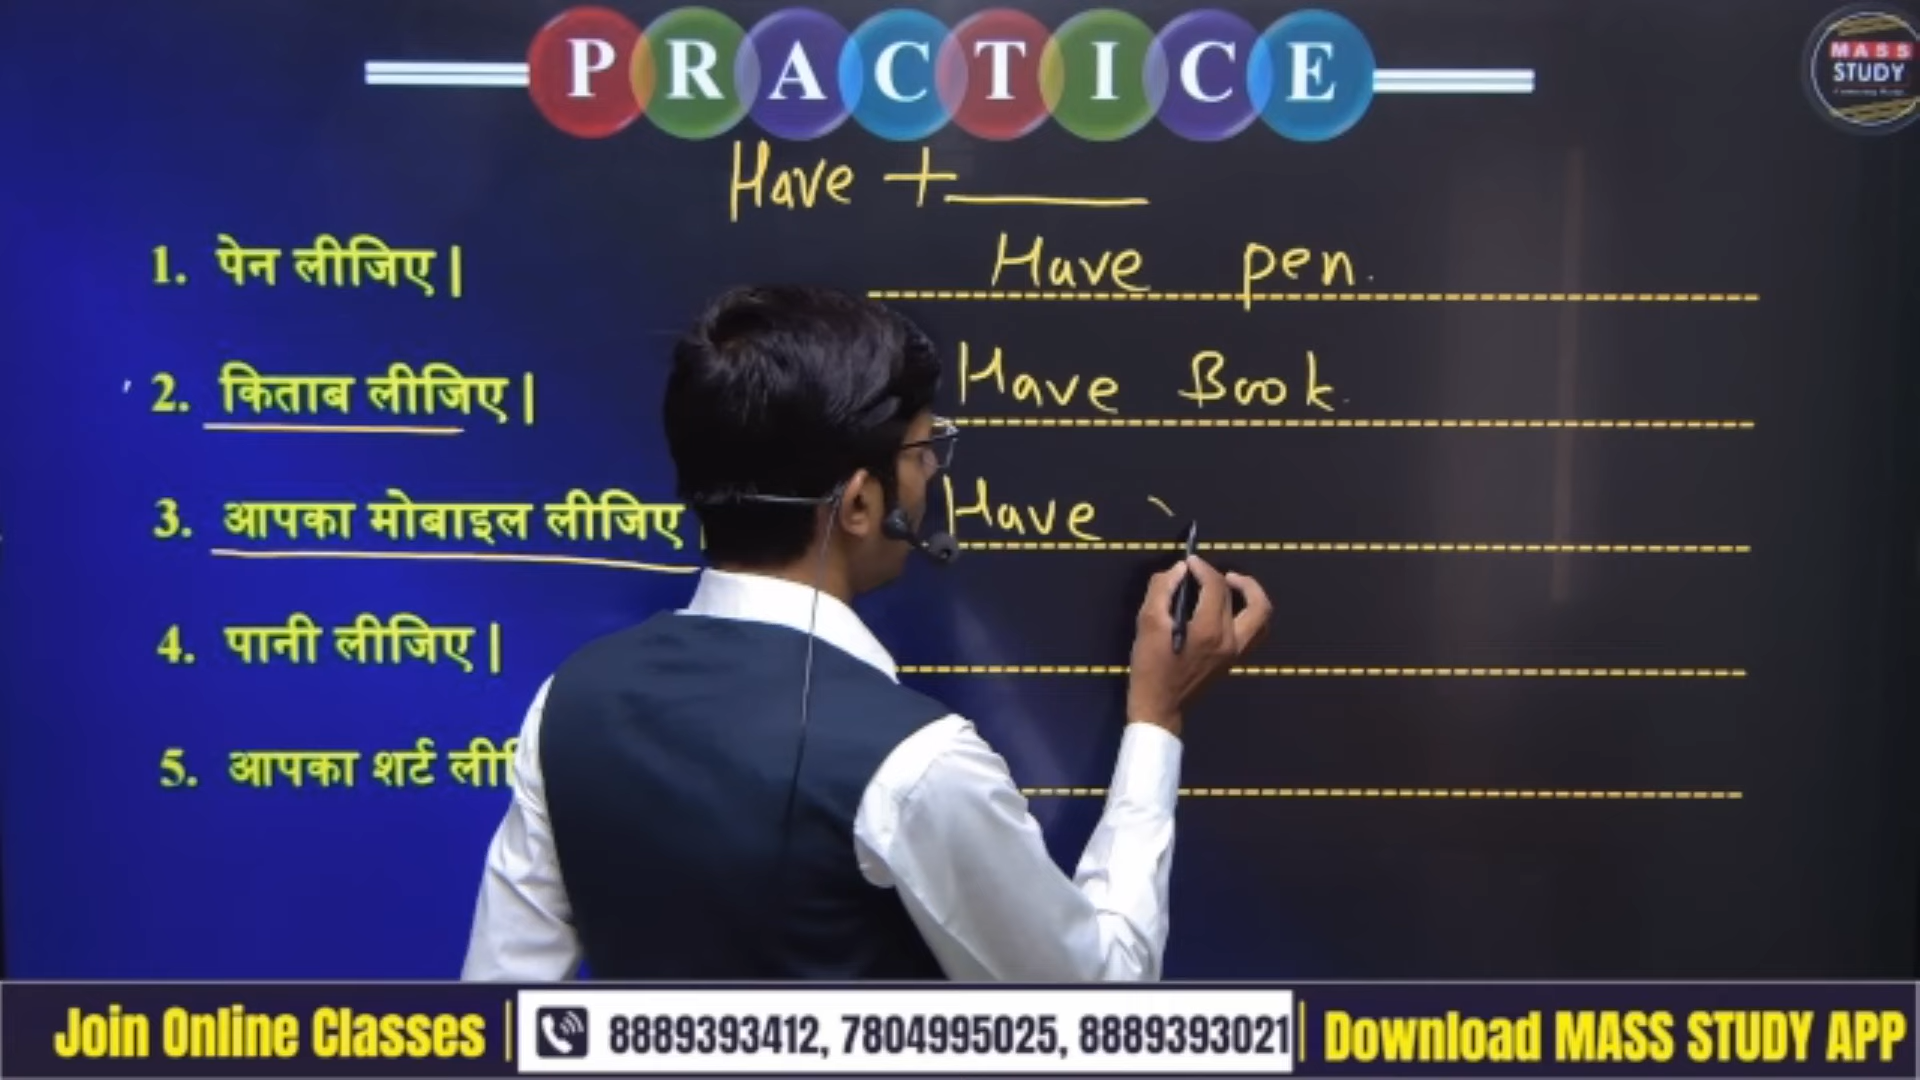 PRACTICE
MASS
STUDY
Have +
1. पेन लीजिए|
Have pen.
2. किताब लीजिए|
Have Book.
3. आपका मोबाइल लीजिए
Have
4. पानी लीजिए|
5. आपका शर्ट
Join Online Classes | 8889393412, 7804995025, 8889393021 | Download MASS STUDY APP